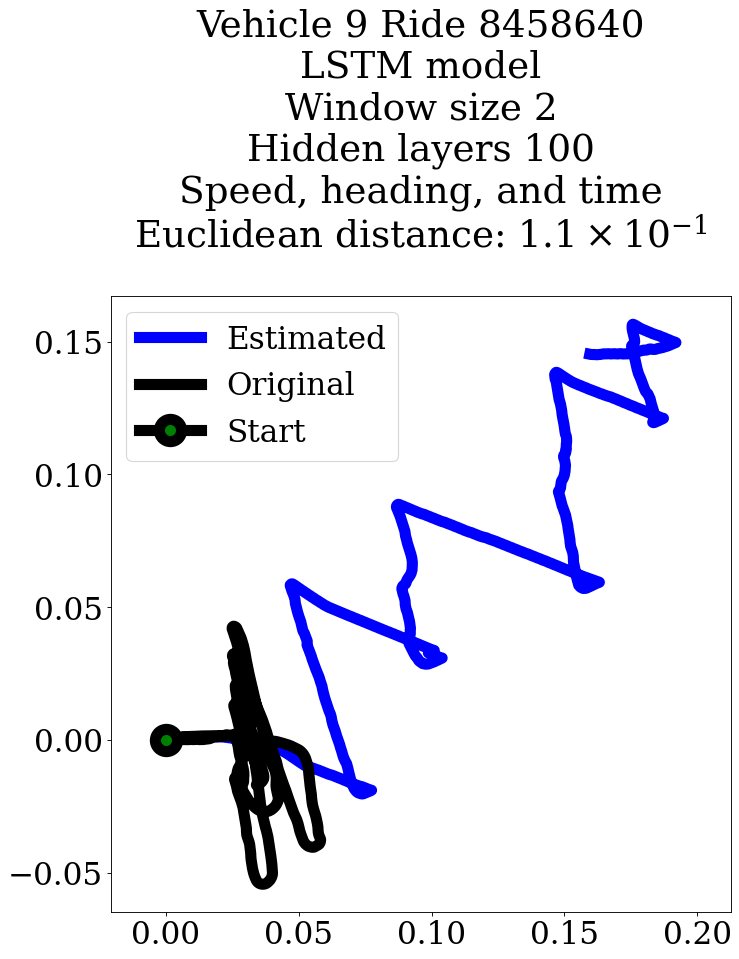 Vehicle 9 Ride 8458640
LSTM model
Window size 2
Hidden layers 100
Speed, heading, and time
Euclidean distance: 1.1 × 10⁻¹
Estimated
Original
Start
0.15
0.10
0.05
0.00
−0.05
0.00 0.05 0.10 0.15 0.20